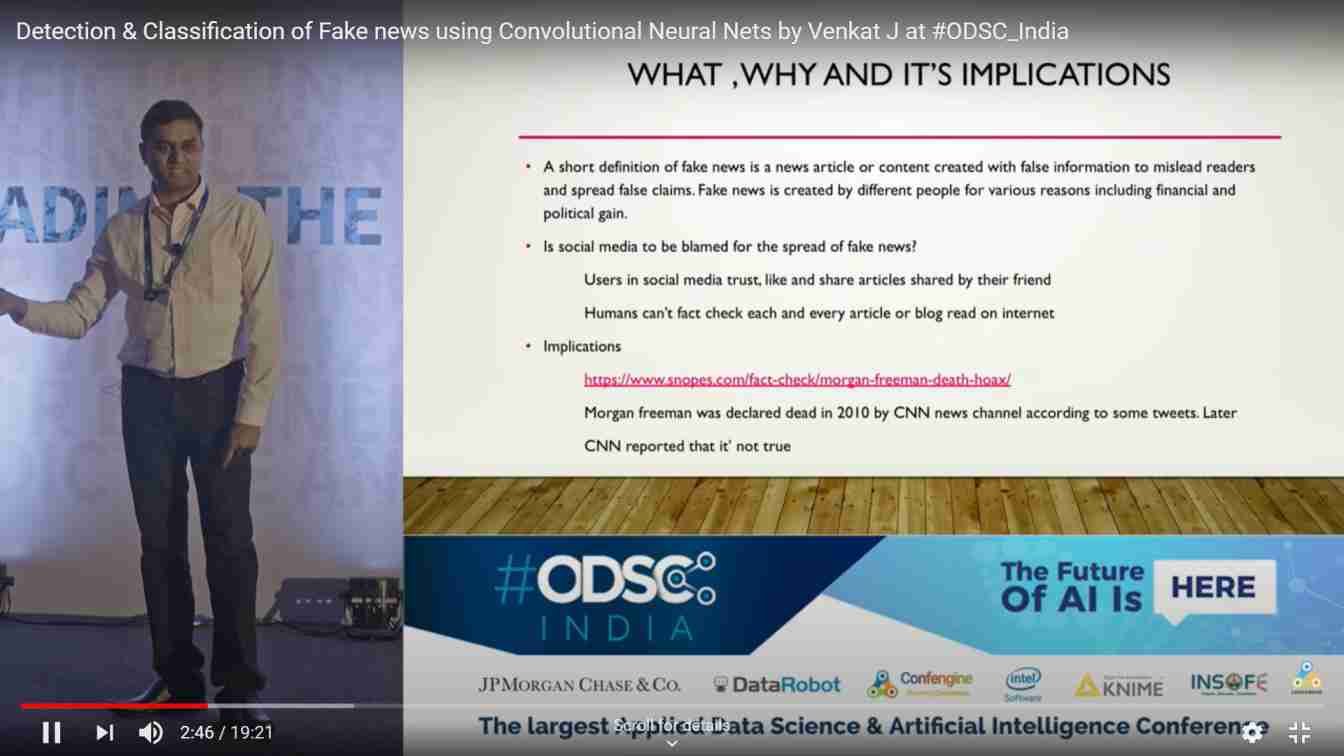 Detection & Classification of Fake news using Convolutional Neural Nets by Venkat J at #ODSC_India
WHAT ,WHY AND IT'S IMPLICATIONS
• A short definition of fake news is a news article or content created with false information to mislead readers
and spread false claims. Fake news is created by different people for various reasons including financial and
political gain.
• Is social media to be blamed for the spread of fake news?
Users in social media trust, like and share articles shared by their friend
Humans can't fact check each and every article or blog read on internet
• Implications
https://www.snopes.com/fact-check/morgan-freeman-death-hoax/
Morgan freeman was declared dead in 2010 by CNN news channel according to some tweets. Later
CNN reported that it' not true
THE
#ODSC
INDIA
The Future
Of AI Is
HERE
JPMORGAN CHASE & CO.
DataRobot
Confengine
intel
Software
KNIME
INSOFE
The largest Applied Data Science & Artificial Intelligence Conference
Scroll for details
2:46 / 19:21